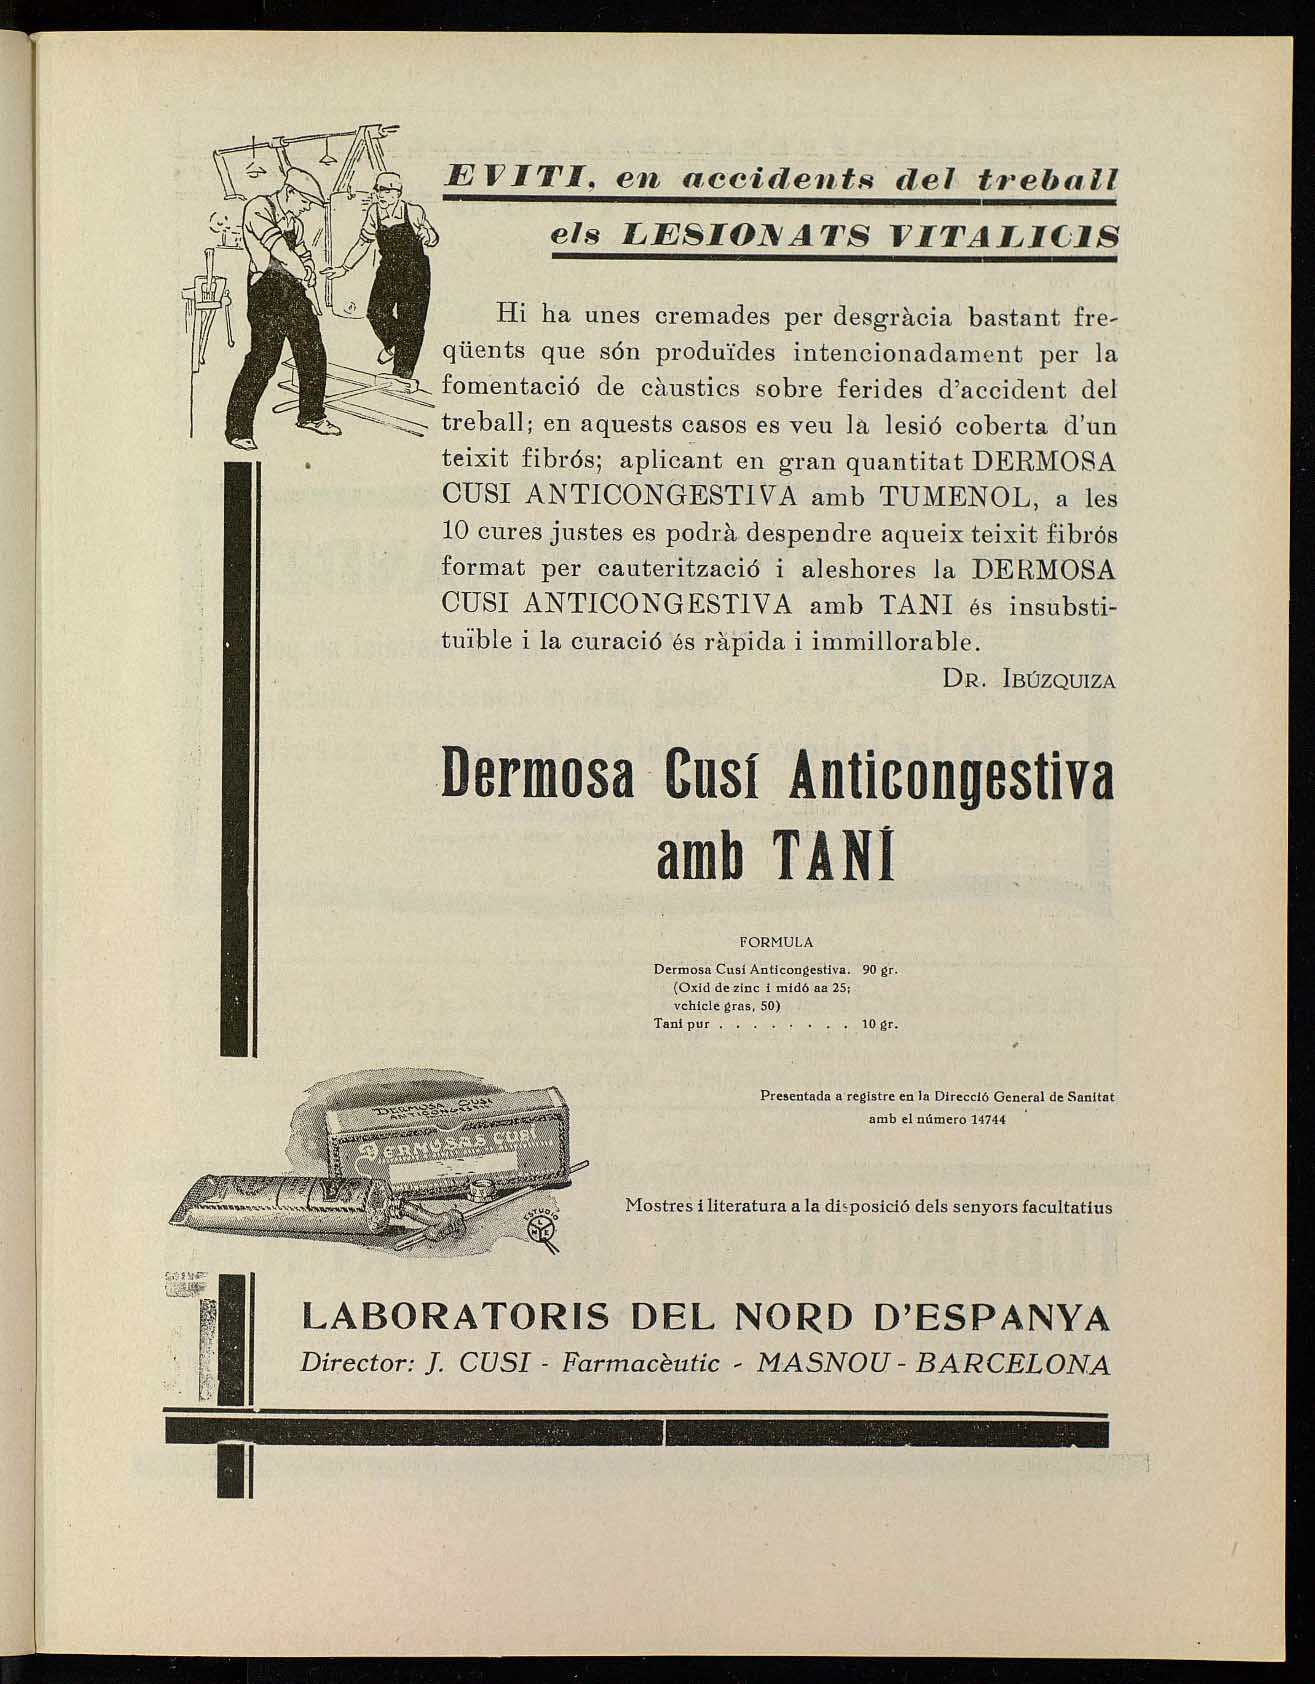 EVITI, en accidents del treball
els LESIONATS VITALICIS
Hi ha unes cremades per desgràcia bastant fre-
qüents que són produïdes intencionadament per la
fomentació de càustics sobre ferides d'accident del
treball; en aquests casos es veu la lesió coberta d'un
teixit fibrós; aplicant en gran quantitat DERMOSA
CUSI ANTICONGESTIVA amb TUMENOL, a les
10 cures justes es podrà despendre aqueix teixit fibrós
format per cauterització i aleshores la DERMOSA
CUSI ANTICONGESTIVA amb TANI és insubsti-
tuïble i la curació és ràpida i immillorable.
DR. IBÚZQUIZA
Dermosa Cusí Anticongestiva
amb TANÍ
FORMULA
Dermosa Cusí Anticongestiva. 90 gr.
(Oxid de zinc i midó aa 25;
vehicle gras, 50)
Taní pur . . . . . . . . 10 gr.
Presentada a registre en la Direcció General de Sanitat
amb el número 14744
DERMOSA CUSÍ
ANTICONGESTIV
DERMOSAS CUSÍ
ESTUDIO
Mostres i literatura a la disposició dels senyors facultatius
LABORATORIS DEL NORD D'ESPANYA
Director: J. CUSI - Farmacèutic - MASNOU - BARCELONA